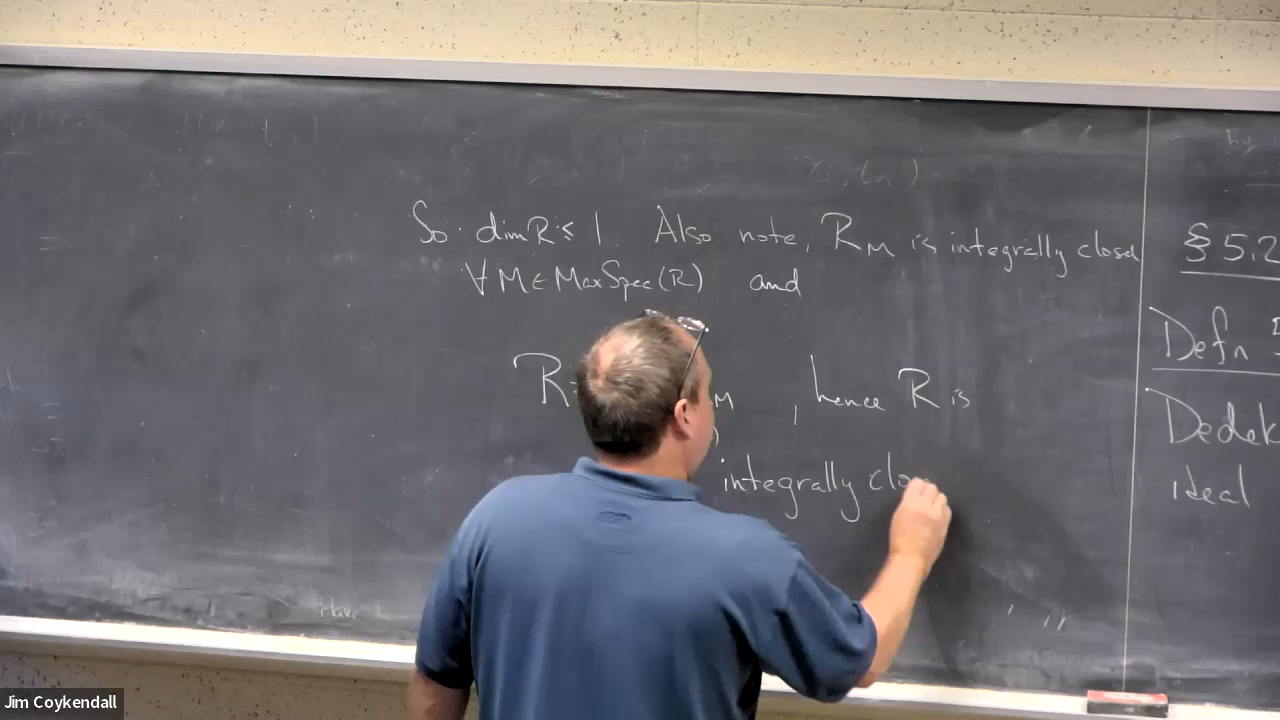 So dim R ≤ 1. Also note, R_M is integrally closed
∀ M ∈ MaxSpec(R) and
R = M , hence R is
integrally clo
Have
§ 5.2
Defn
Dedek
ideal
Jim Coykendall